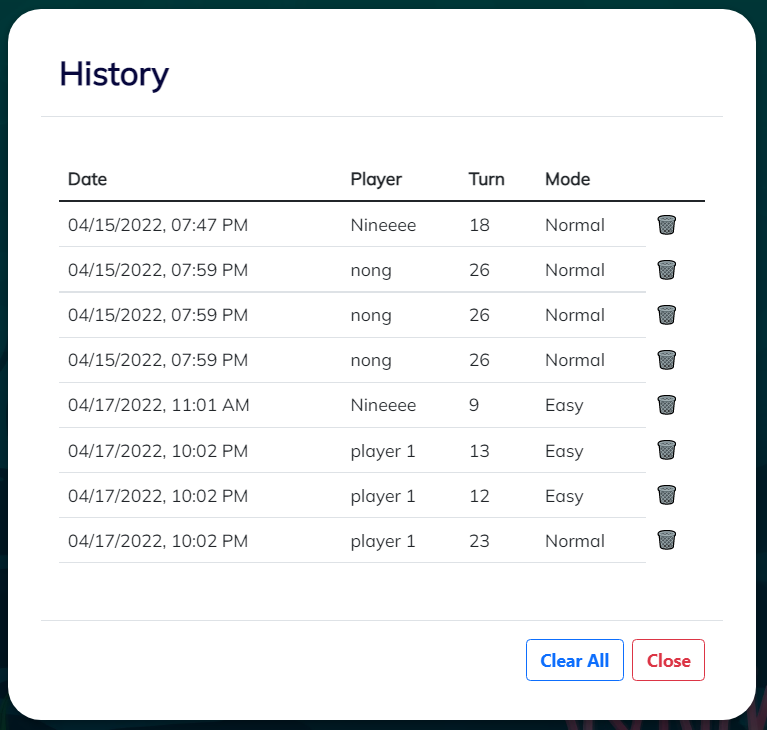 History
Date Player Turn Mode
04/15/2022, 07:47 PM Nineeee 18 Normal
04/15/2022, 07:59 PM nong 26 Normal
04/15/2022, 07:59 PM nong 26 Normal
04/15/2022, 07:59 PM nong 26 Normal
04/17/2022, 11:01 AM Nineeee 9 Easy
04/17/2022, 10:02 PM player 1 13 Easy
04/17/2022, 10:02 PM player 1 12 Easy
04/17/2022, 10:02 PM player 1 23 Normal
Clear All Close